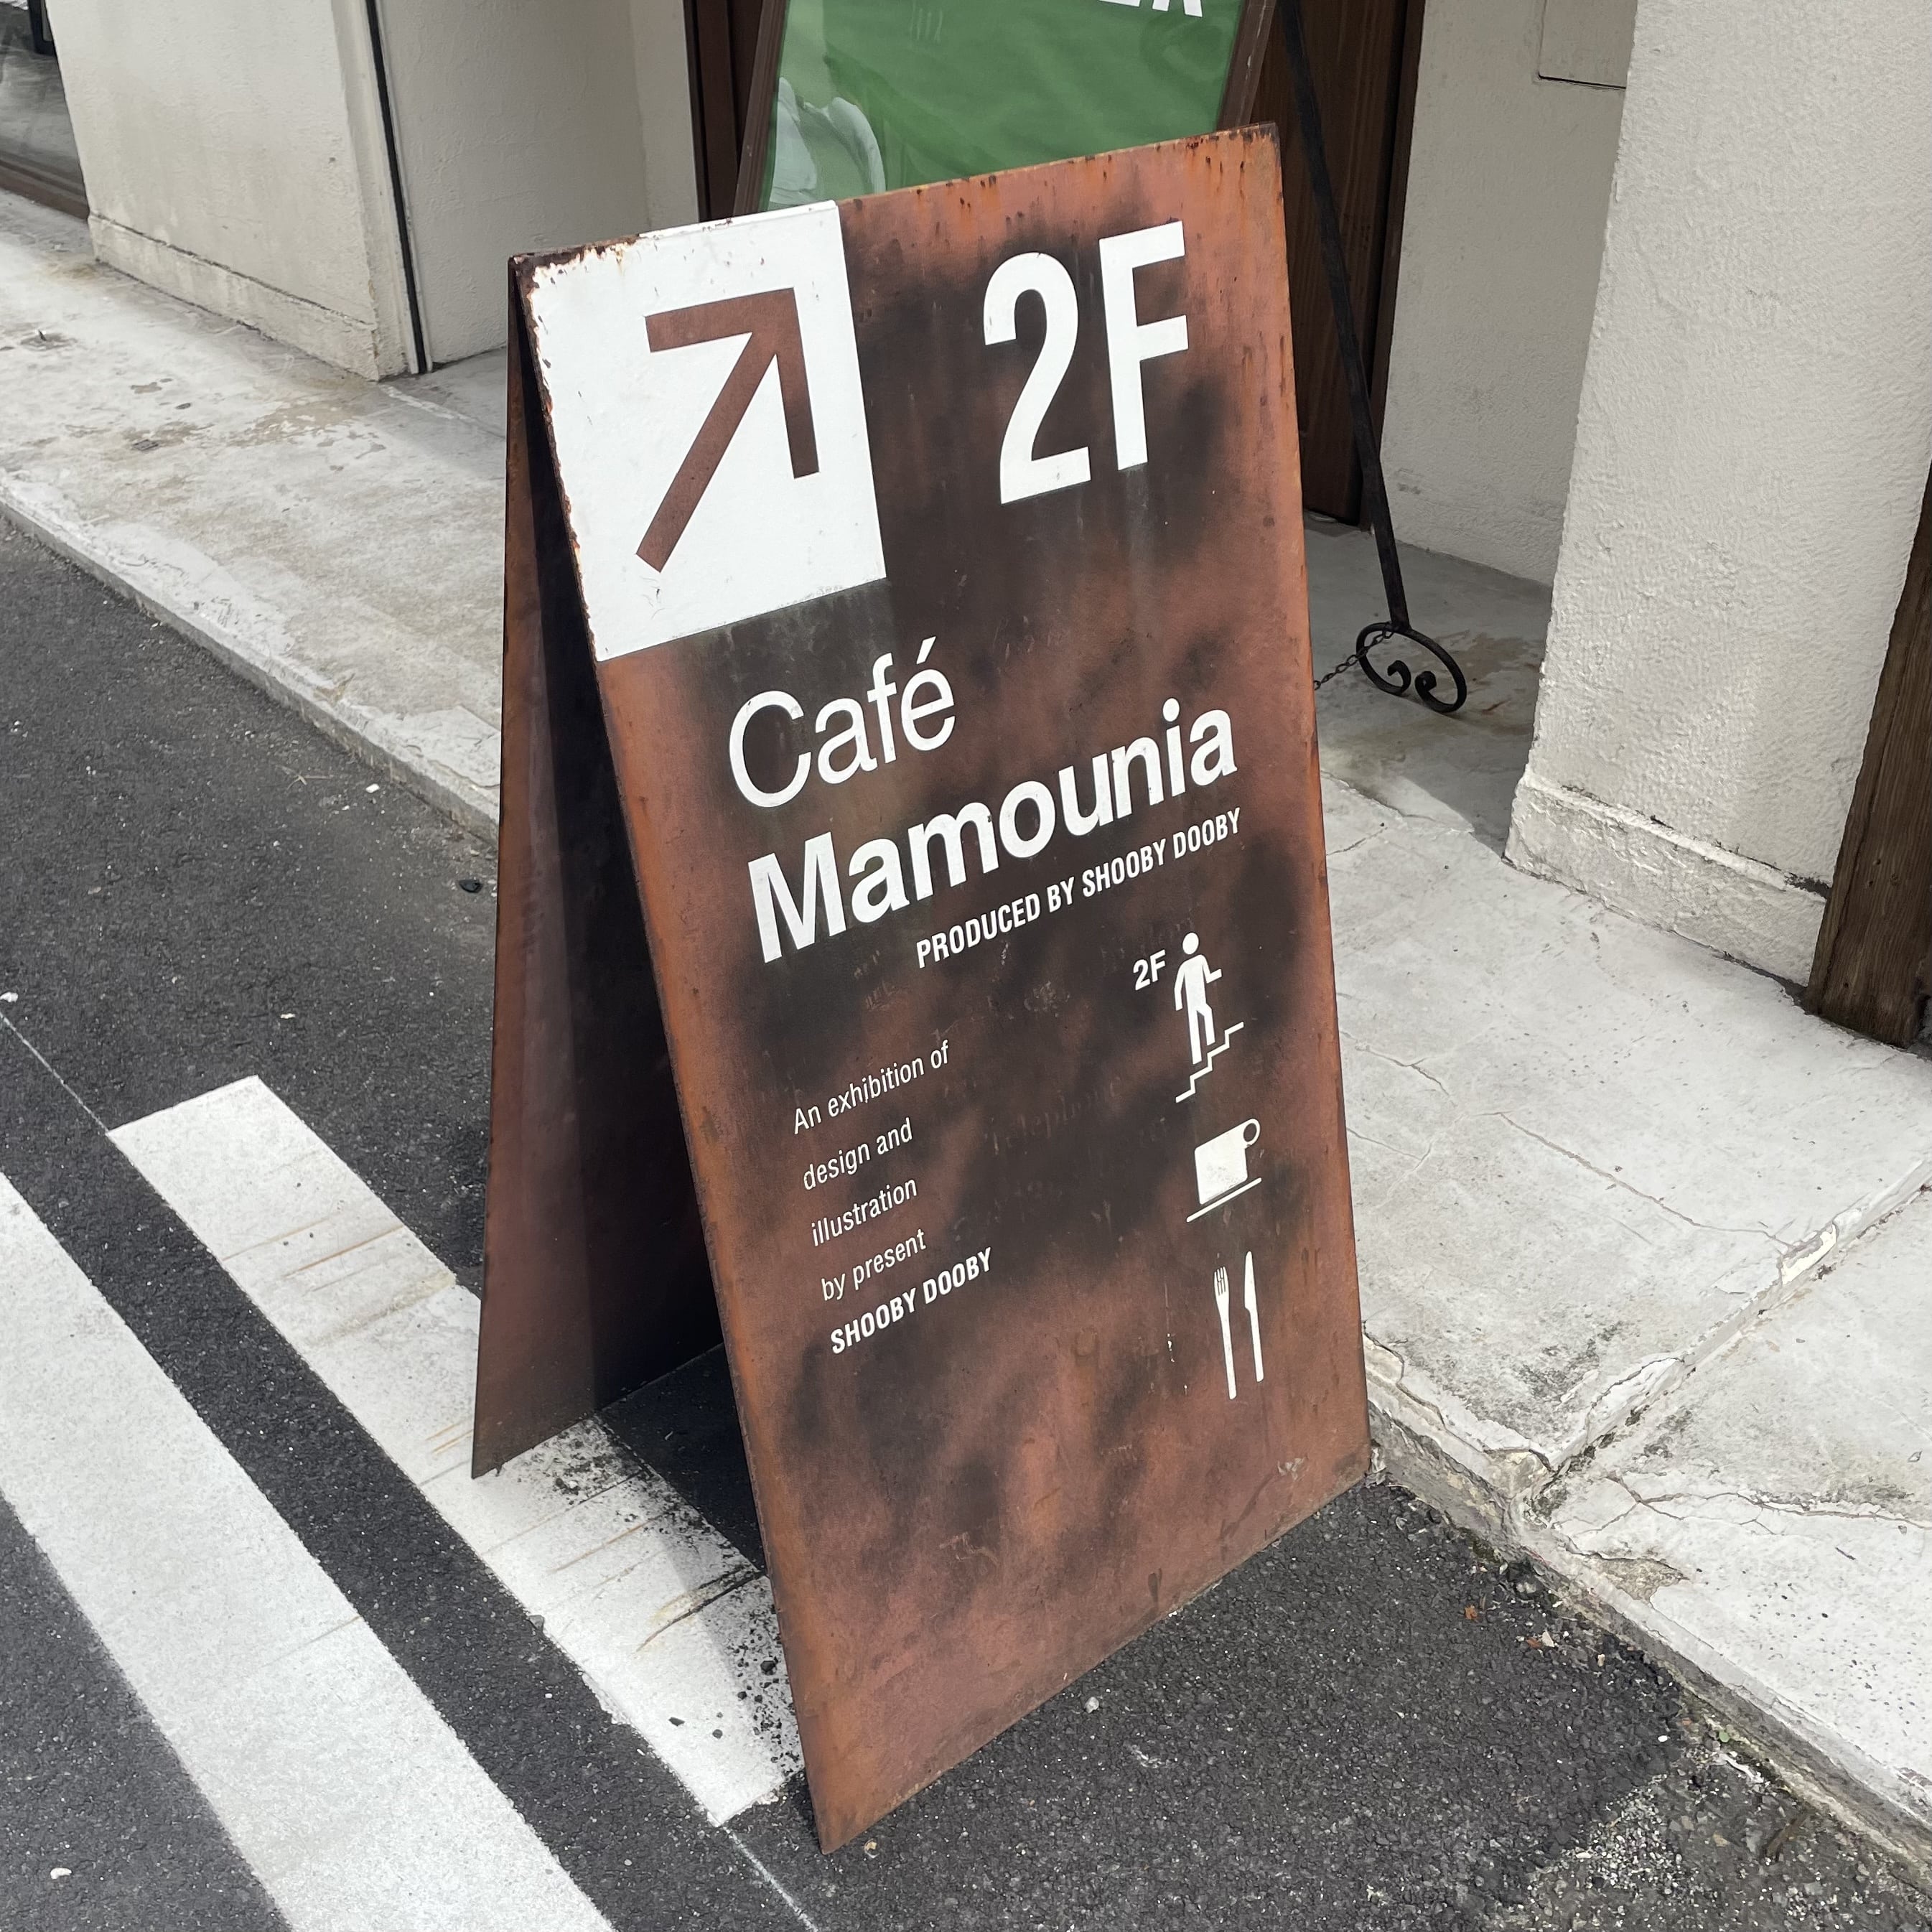 2F
Café
Mamounia
PRODUCED BY SHOOBY DOOBY
2F
An exhibition of
design and
illustration
by present
SHOOBY DOOBY